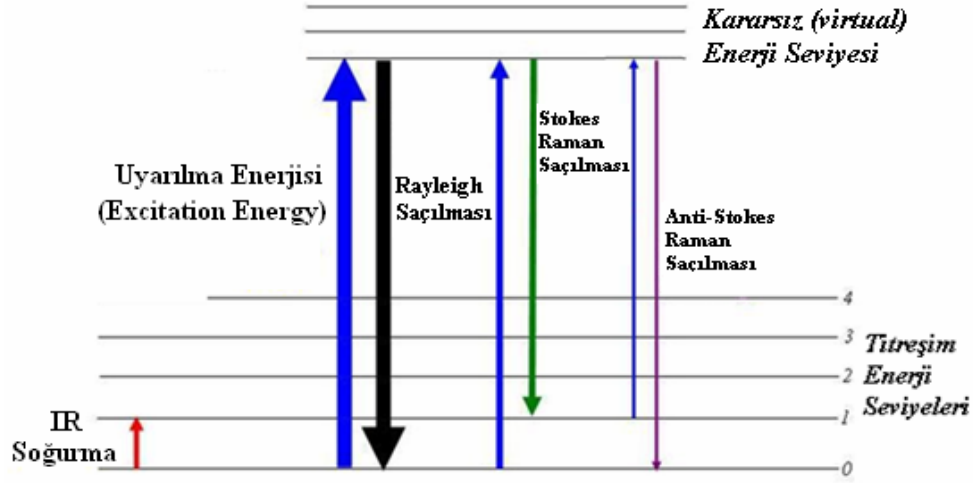 Kararsız (virtual)
Enerji Seviyesi
Stokes
Raman
Saçılması
Uyarılma Enerjisi
(Excitation Energy)
Rayleigh
Saçılması
Anti-Stokes
Raman
Saçılması
4
3
2
1
0
Titreşim
Enerji
Seviyeleri
IR
Soğurma